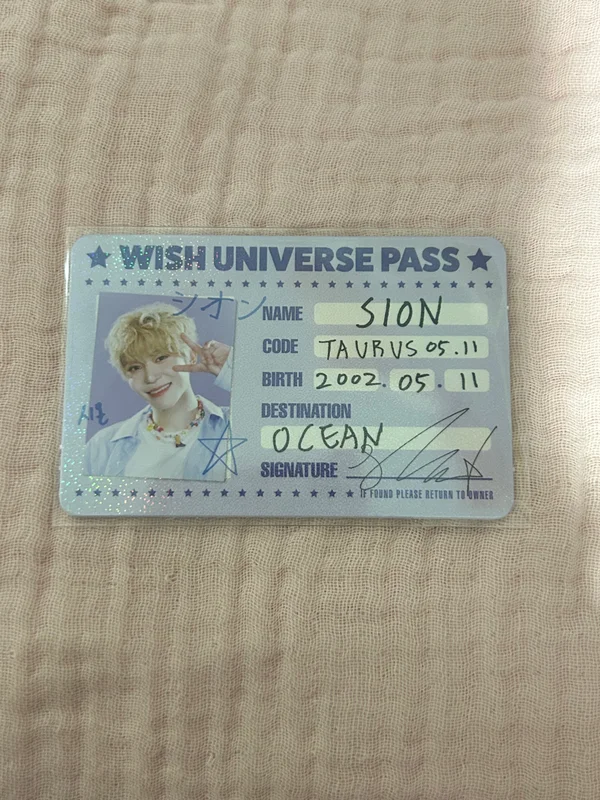 ★ WISH UNIVERSE PASS ★
シオン
시온
NAME SION
CODE TAURUS 05.11
BIRTH 2002. 05. 11
DESTINATION
OCEAN
SIGNATURE
IF FOUND PLEASE RETURN TO OWNER